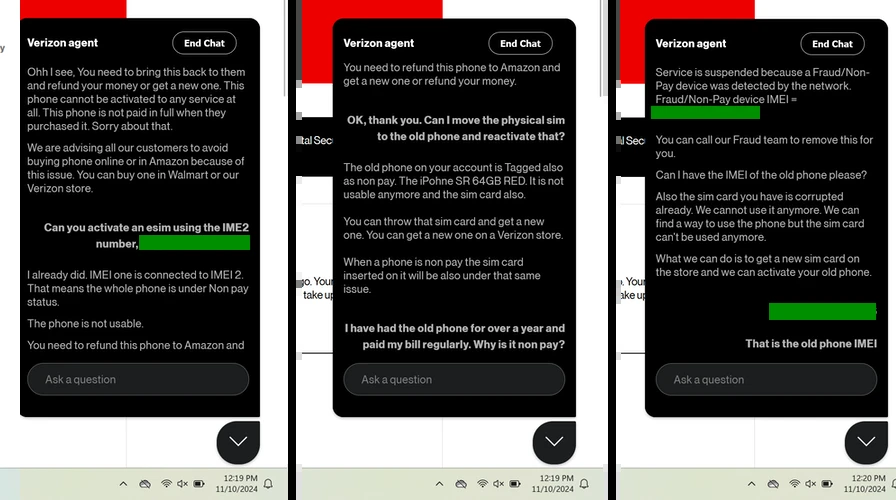 y
Verizon agent
End Chat
Ohh I see, You need to bring this back to them
and refund your money or get a new one. This
phone cannot be activated to any service at
all. This phone is not paid in full when they
purchased it. Sorry about that.
We are advising all our customers to avoid
buying phone online or in Amazon because of
this issue. You can buy one in Walmart or our
Verizon store.
Can you activate an esim using the IME2
number,
I already did. IMEI one is connected to IMEI 2.
That means the whole phone is under Non pay
status.
The phone is not usable.
You need to refund this phone to Amazon and
Ask a question
12:19 PM
11/10/2024
Verizon agent
End Chat
You need to refund this phone to Amazon and
get a new one or refund your money.
OK, thank you. Can I move the physical sim
to the old phone and reactivate that?
The old phone on your account is Tagged also
as non pay. The iPohne SR 64GB RED. It is not
usable anymore and the sim card also.
You can throw that sim card and get a new
one. You can get a new one on a Verizon store.
When a phone is non pay the sim card
inserted on it will be also under that same
issue.
I have had the old phone for over a year and
paid my bill regularly. Why is it non pay?
Ask a question
tal Secu
go. Your
take up
12:19 PM
11/10/2024
Verizon agent
End Chat
Service is suspended because a Fraud/Non-
Pay device was detected by the network.
Fraud/Non-Pay device IMEI =
You can call our Fraud team to remove this for
you.
Can I have the IMEI of the old phone please?
Also the sim card you have is corrupted
already. We cannot use it anymore. We can
find a way to use the phone but the sim card
can't be used anymore.
What we can do is to get a new sim card on
the store and we can activate your old phone.
That is the old phone IMEI
Ask a question
al Secu
o. Your
ake up
12:20 PM
11/10/2024